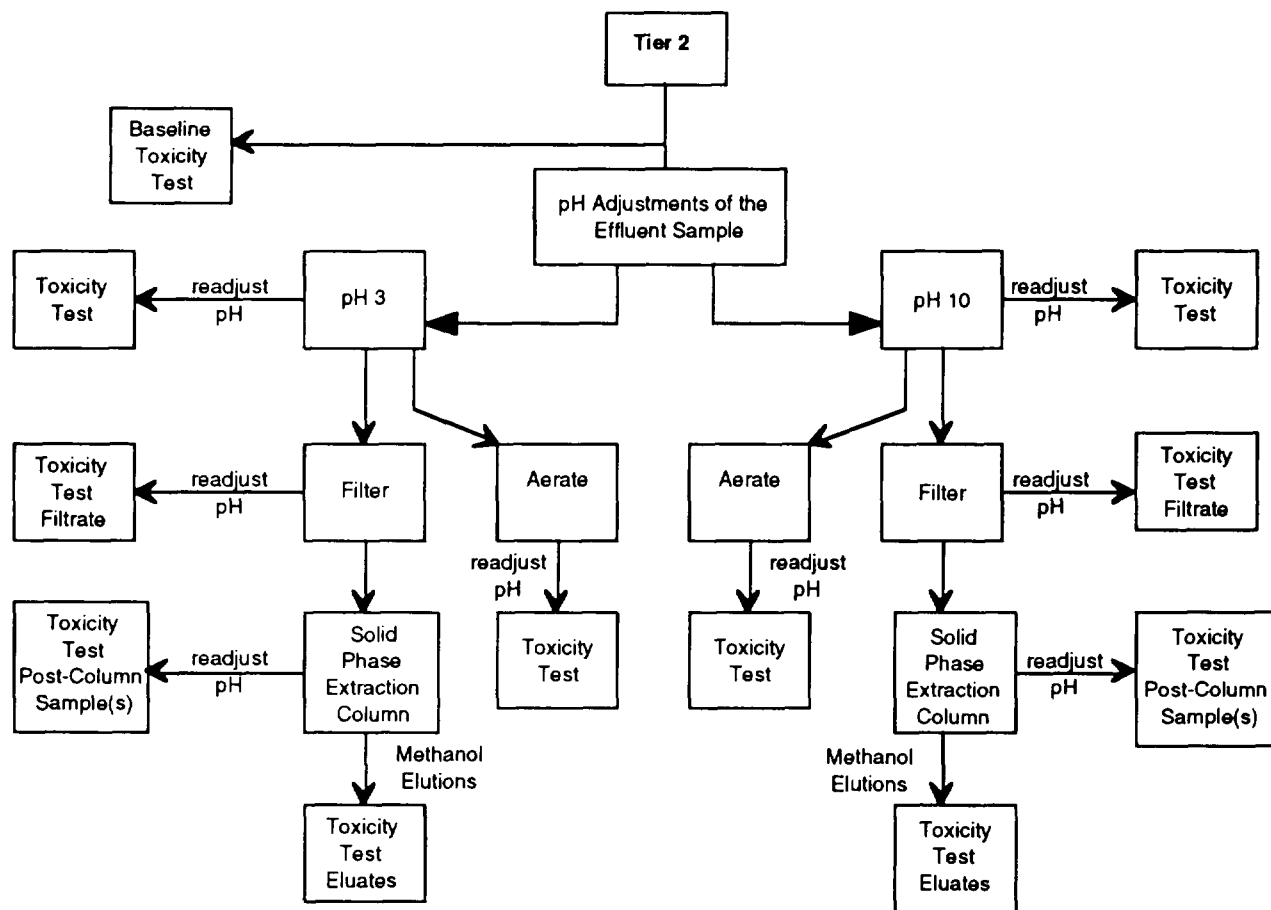 Tier 2
Baseline
Toxicity
Test
pH Adjustments of the
Effluent Sample
Toxicity
Test
readjust
pH
pH 3
pH 10
readjust
pH
Toxicity
Test
Toxicity
Test
Filtrate
readjust
pH
Filter
Aerate
Aerate
Filter
readjust
pH
Toxicity
Test
Filtrate
readjust
pH
readjust
pH
Toxicity
Test
Post-Column
Sample(s)
readjust
pH
Solid
Phase
Extraction
Column
Toxicity
Test
Toxicity
Test
Solid
Phase
Extraction
Column
readjust
pH
Toxicity
Test
Post-Column
Sample(s)
Methanol
Elutions
Methanol
Elutions
Toxicity
Test
Eluates
Toxicity
Test
Eluates